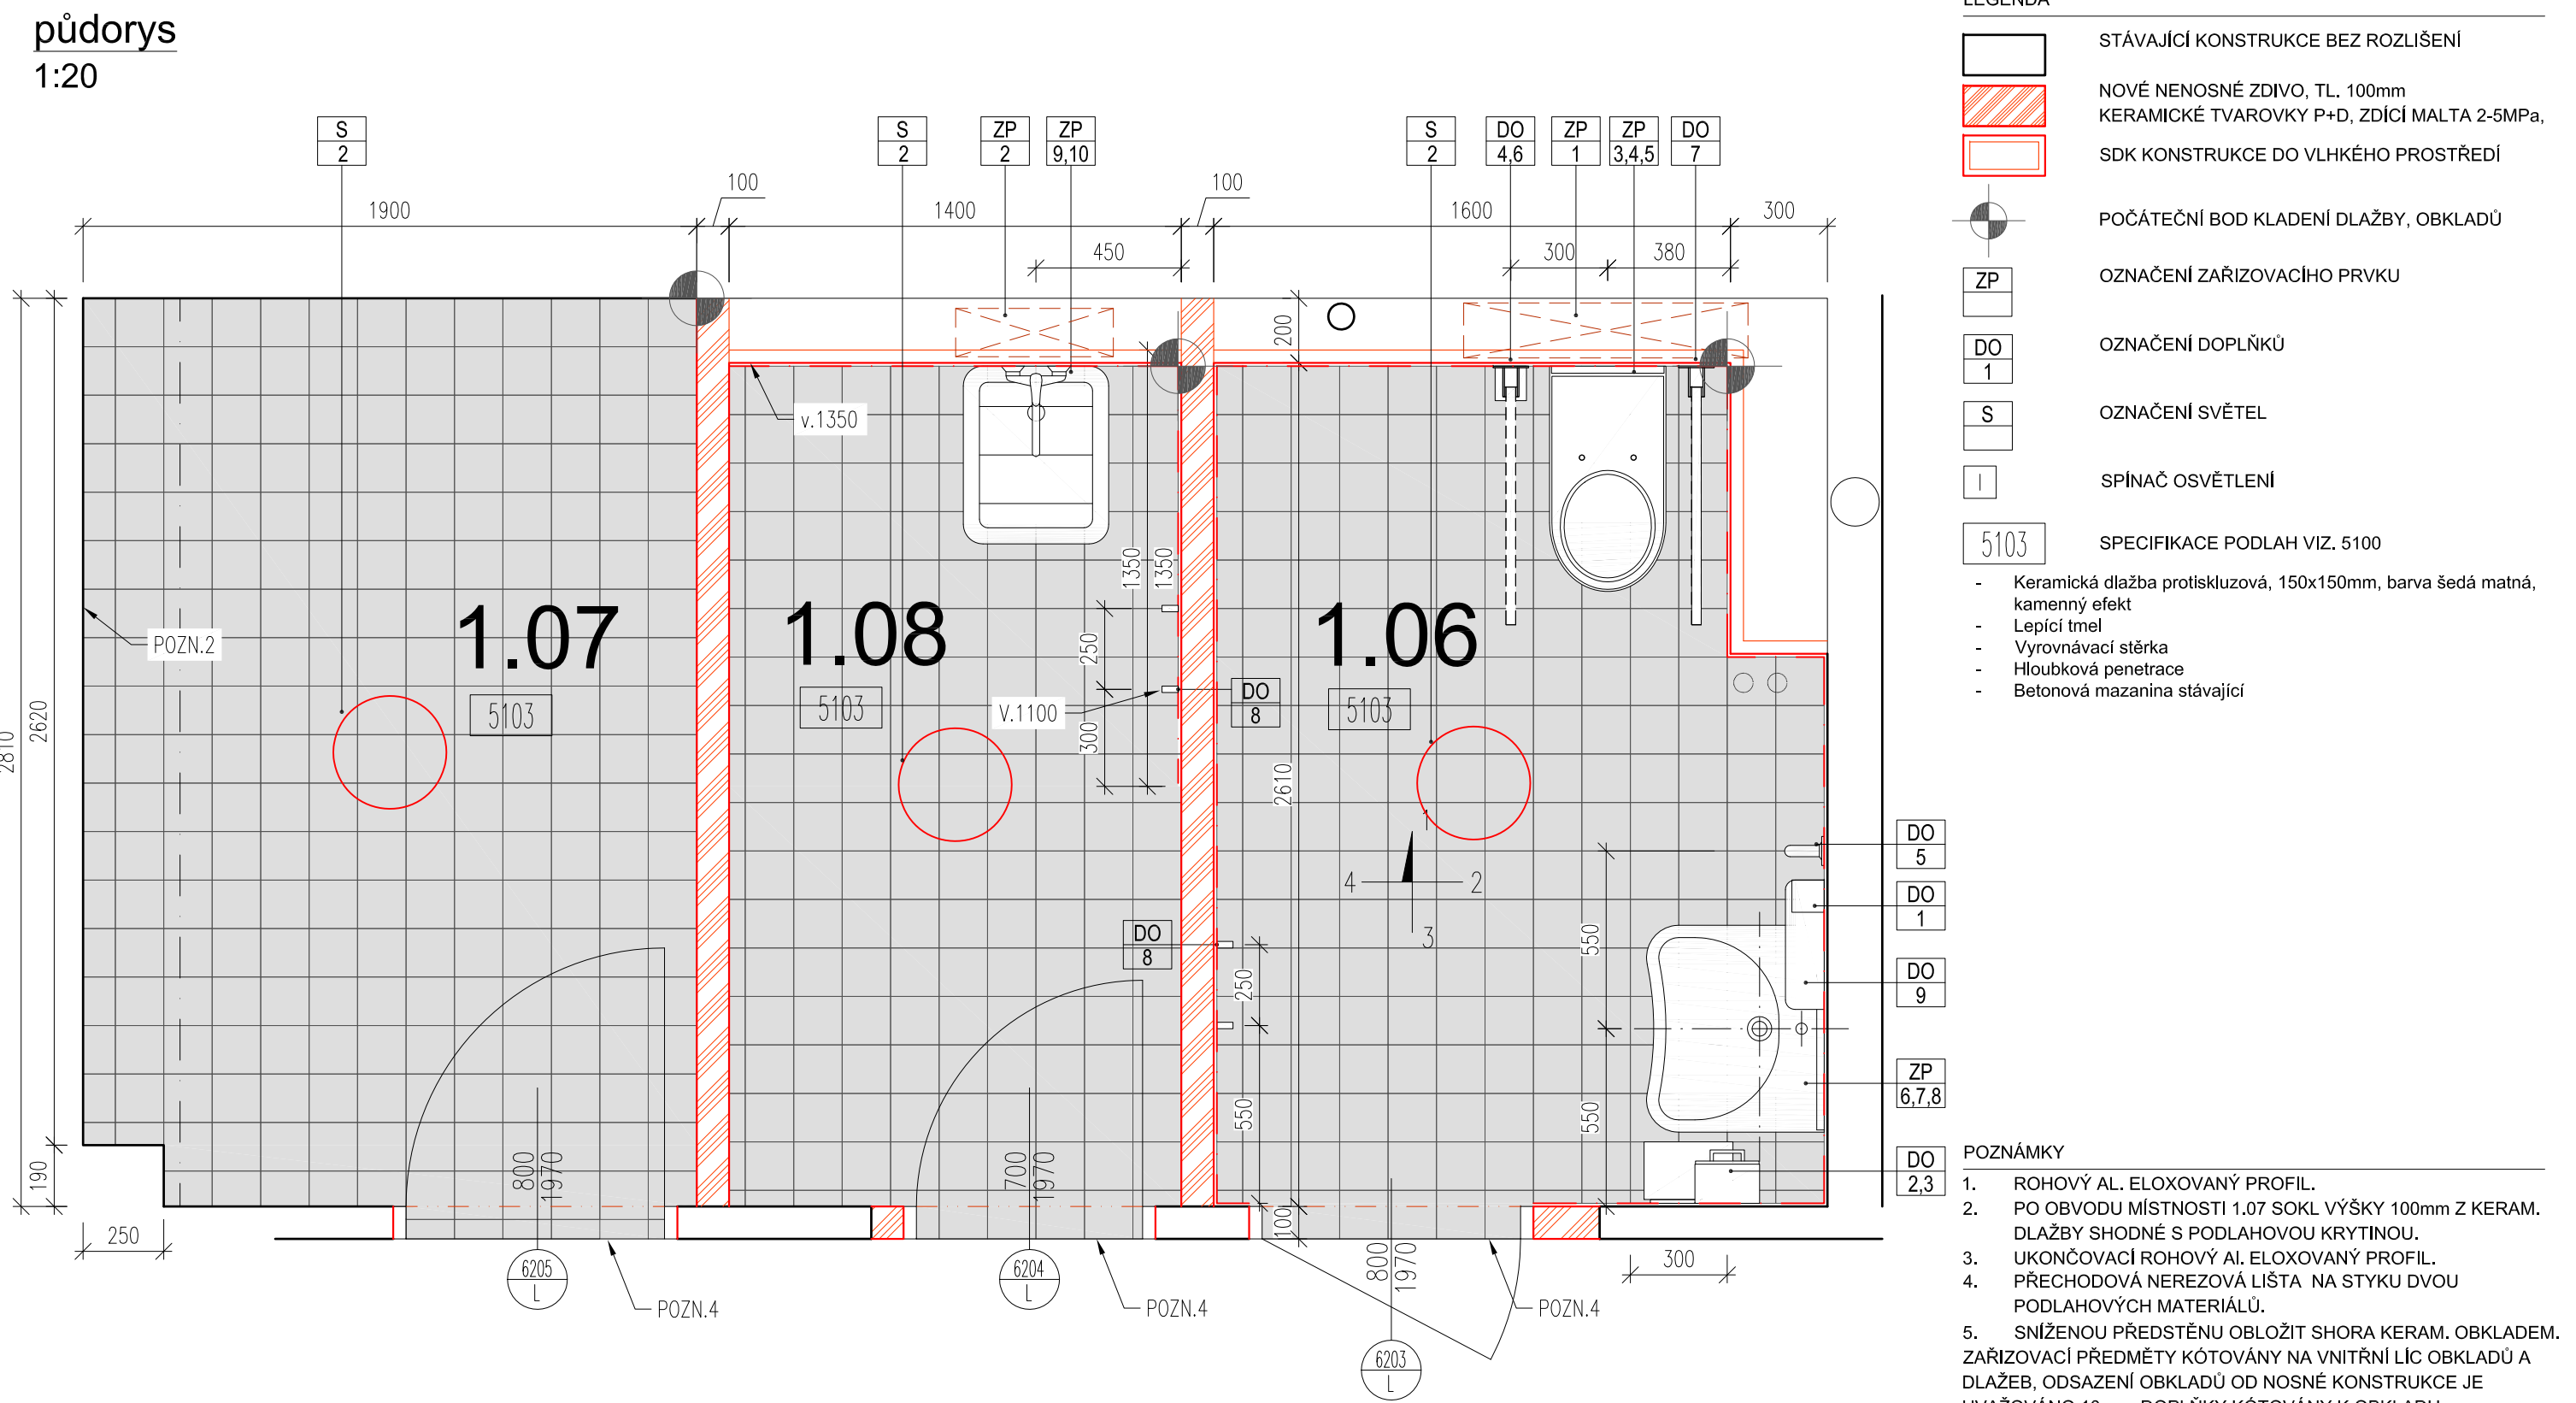 půdorys
1:20
S
2
S
2
ZP
2
ZP
9,10
S
2
DO
4,6
ZP
1
ZP
3,4,5
DO
7
100
100
1900
1400
1600
300
450
300
380
200
v.1350
1350
1350
250
300
V.1100
POZN.2
1.07
1.08
1.06
5103
5103
5103
DO
8
2620
2810
2610
1
4
2
3
DO
8
250
550
550
550
DO
5
DO
1
DO
9
ZP
6,7,8
DO
2,3
190
250
800
1970
700
1970
800
1970
100
300
6205
L
6204
L
6203
L
POZN.4
POZN.4
POZN.4
LEGENDA
STÁVAJÍCÍ KONSTRUKCE BEZ ROZLIŠENÍ
NOVÉ NENOSNÉ ZDIVO, TL. 100mm
KERAMICKÉ TVAROVKY P+D, ZDÍCÍ MALTA 2-5MPa,
SDK KONSTRUKCE DO VLHKÉHO PROSTŘEDÍ
POČÁTEČNÍ BOD KLADENÍ DLAŽBY, OBKLADŮ
ZP
OZNAČENÍ ZAŘIZOVACÍHO PRVKU
DO
1
OZNAČENÍ DOPLŇKŮ
S
OZNAČENÍ SVĚTEL
I
SPÍNAČ OSVĚTLENÍ
5103
SPECIFIKACE PODLAH VIZ. 5100
- Keramická dlažba protiskluzová, 150x150mm, barva šedá matná,
kamenný efekt
- Lepící tmel
- Vyrovnávací stěrka
- Hloubková penetrace
- Betonová mazanina stávající
POZNÁMKY
1. ROHOVÝ AL. ELOXOVANÝ PROFIL.
2. PO OBVODU MÍSTNOSTI 1.07 SOKL VÝŠKY 100mm Z KERAM.
DLAŽBY SHODNÉ S PODLAHOVOU KRYTINOU.
3. UKONČOVACÍ ROHOVÝ Al. ELOXOVANÝ PROFIL.
4. PŘECHODOVÁ NEREZOVÁ LIŠTA NA STYKU DVOU
PODLAHOVÝCH MATERIÁLŮ.
5. SNÍŽENOU PŘEDSTĚNU OBLOŽIT SHORA KERAM. OBKLADEM.
ZAŘIZOVACÍ PŘEDMĚTY KÓTOVÁNY NA VNITŘNÍ LÍC OBKLADŮ A
DLAŽEB, ODSAZENÍ OBKLADŮ OD NOSNÉ KONSTRUKCE JE